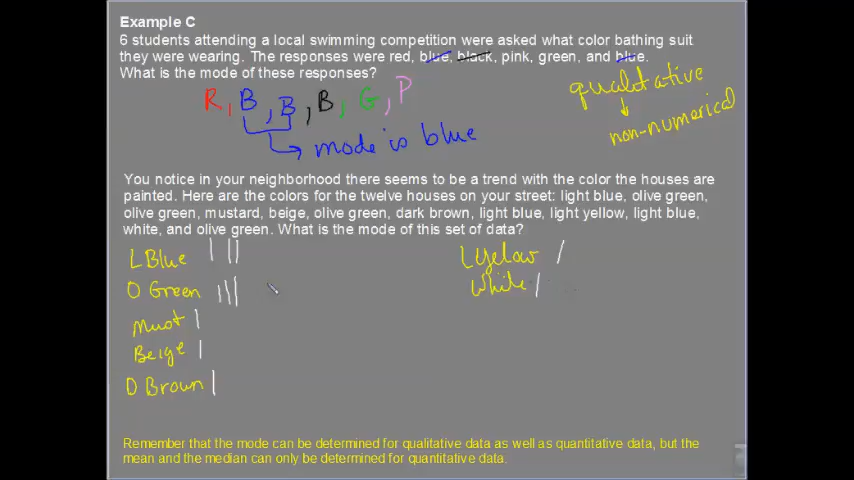 Example C
6 students attending a local swimming competition were asked what color bathing suit
they were wearing. The responses were red, blue, black, pink, green, and blue.
What is the mode of these responses?
qualitative
R, B, B, B, G, P
non-numerical
mode is blue
You notice in your neighborhood there seems to be a trend with the color the houses are
painted. Here are the colors for the twelve houses on your street: light blue, olive green,
olive green, mustard, beige, olive green, dark brown, light blue, light yellow, light blue,
white, and olive green. What is the mode of this set of data?
L Blue | | | |
L Yellow |
O Green | | |
White |
Must |
Beige |
D Brown |
Remember that the mode can be determined for qualitative data as well as quantitative data, but the
mean and the median can only be determined for quantitative data.